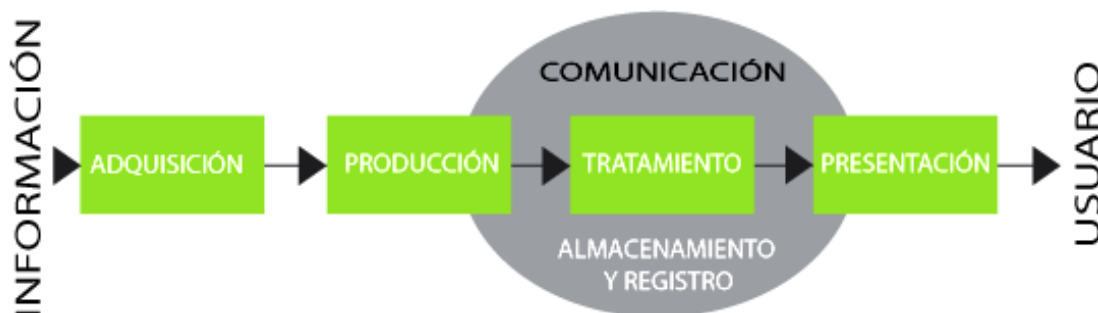 INFORMACIÓN
ADQUISICIÓN
PRODUCCIÓN
COMUNICACIÓN
TRATAMIENTO
ALMACENAMIENTO
Y REGISTRO
PRESENTACIÓN
USUARIO